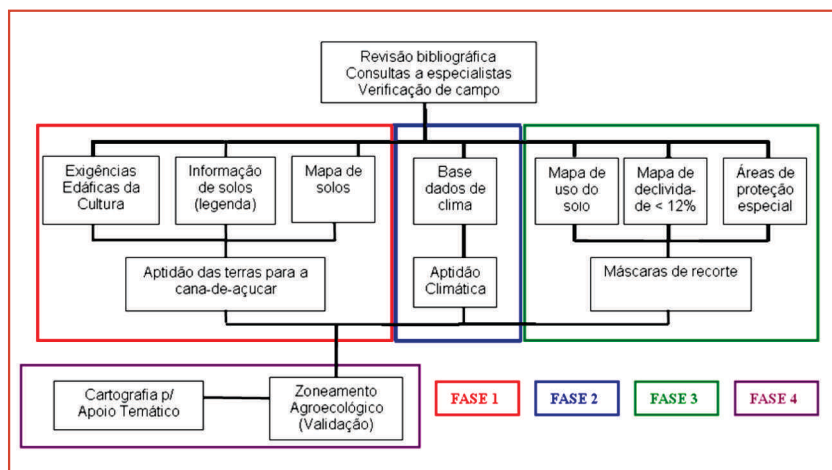 Revisão bibliográfica
Consultas a especialistas
Verificação de campo
Exigências
Edáficas da
Cultura
Informação
de solos
(legenda)
Mapa de
solos
Base
dados de
clima
Mapa de
uso do
solo
Mapa de
declivida-
de < 12%
Áreas de
proteção
especial
Aptidão das terras para a
cana-de-açucar
Aptidão
Climática
Máscaras de recorte
Cartografia p/
Apoio Temático
Zoneamento
Agroecológico
(Validação)
FASE 1
FASE 2
FASE 3
FASE 4